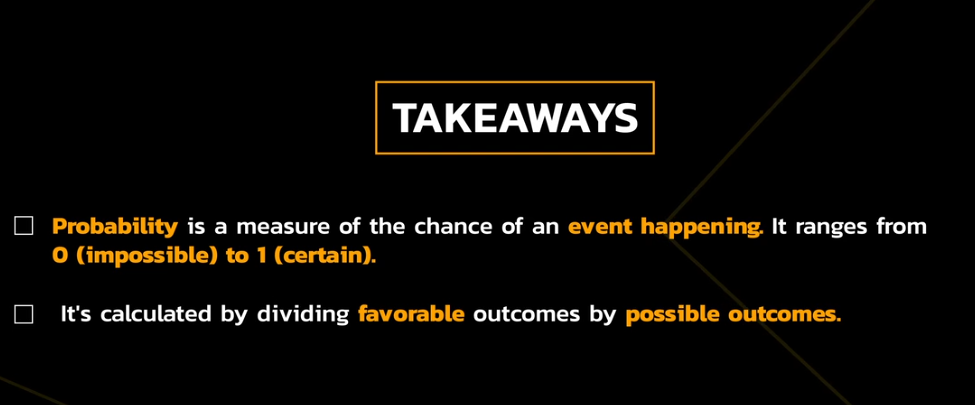 TAKEAWAYS
Probability is a measure of the chance of an event happening. It ranges from
0 (impossible) to 1 (certain).
It's calculated by dividing favorable outcomes by possible outcomes.